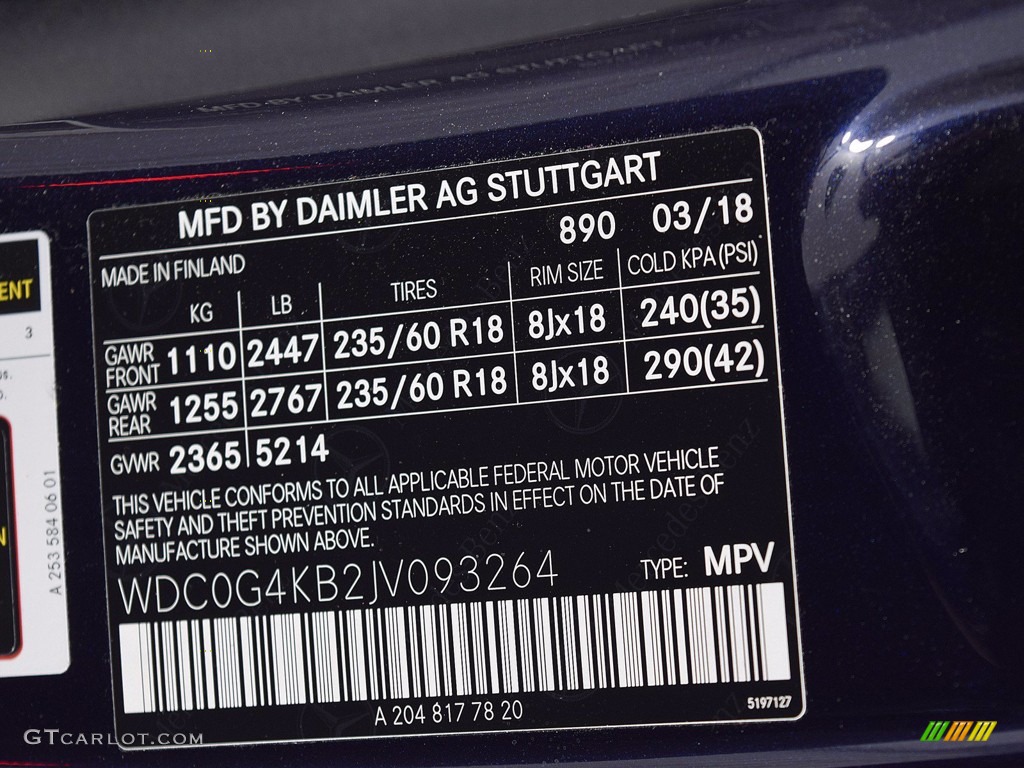 MFD BY DAIMLER AG STUTTGART
890 03/18
MADE IN FINLAND
KG LB TIRES RIM SIZE COLD KPA(PSI)
GAWR FRONT 1110 2447 235/60 R18 8Jx18 240(35)
GAWR REAR 1255 2767 235/60 R18 8Jx18 290(42)
GVWR 2365 5214
THIS VEHICLE CONFORMS TO ALL APPLICABLE FEDERAL MOTOR VEHICLE
SAFETY AND THEFT PREVENTION STANDARDS IN EFFECT ON THE DATE OF
MANUFACTURE SHOWN ABOVE.
WDC0G4KB2JV093264 TYPE: MPV
A 204 817 78 20
5197127
3
A 253 584 06 01
GTCARLOT.COM